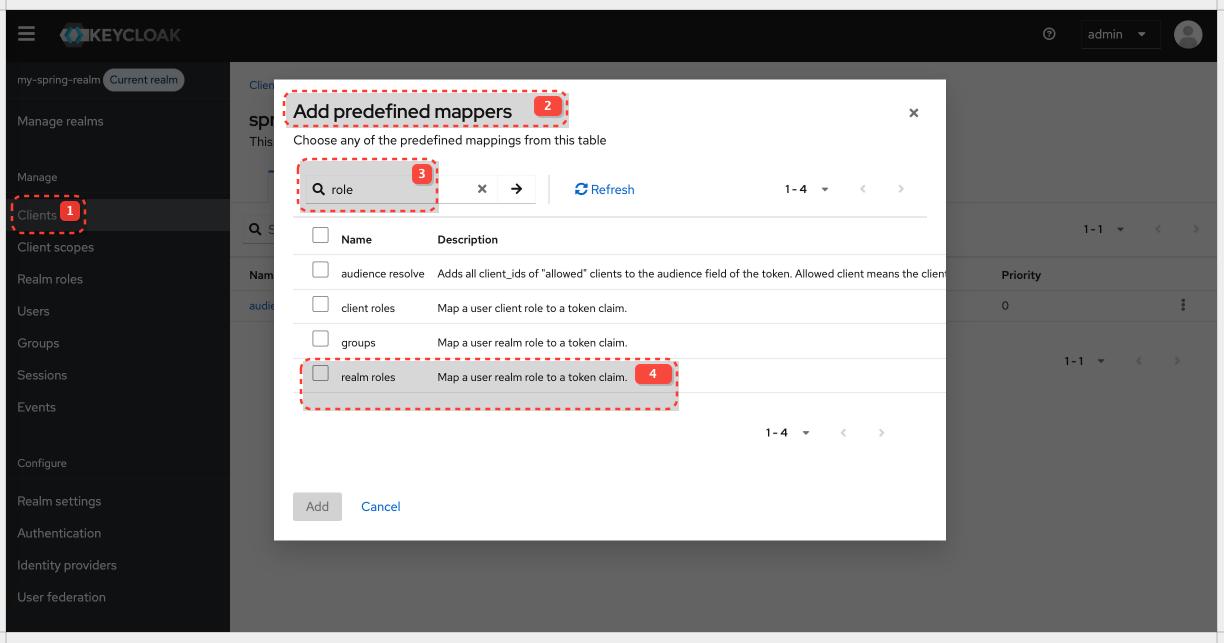 KEYCLOAK
admin
my-spring-realm Current realm
Manage realms
Manage
Clients 1
Client scopes
Realm roles
Users
Groups
Sessions
Events
Configure
Realm settings
Authentication
Identity providers
User federation
Add predefined mappers 2
Choose any of the predefined mappings from this table
role 3
Refresh
1 - 4
Name Description
audience resolve Adds all client_ids of "allowed" clients to the audience field of the token. Allowed client means the
client roles Map a user client role to a token claim.
groups Map a user realm role to a token claim.
realm roles Map a user realm role to a token claim. 4
1 - 4
Add Cancel
This
1 - 1
Priority
0
1 - 1